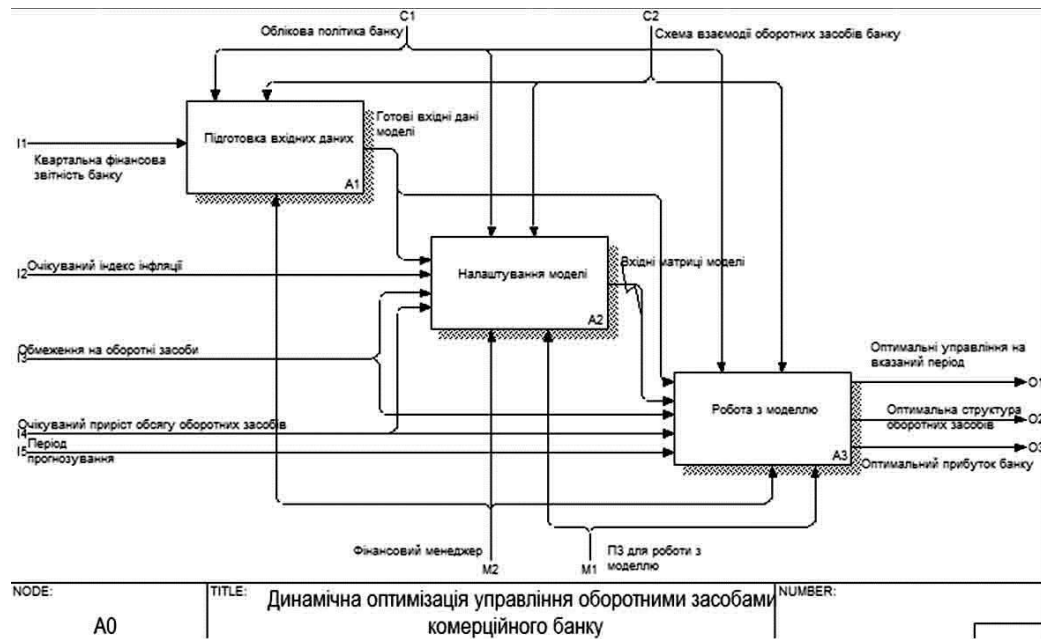 C1
C2
Облікова політика банку
Схема взаємодії оборотних засобів банку
Готові вхідні дані
моделі
Підготовка вхідних даних
A1
I1
Квартальна фінансова
звітність банку
Вхідні матриці моделі
I2
Очікуваний індекс інфляції
Налаштування моделі
A2
Обмеження на оборотні засоби
I3
Оптимальні управління на
вказаний період
O1
Робота з моделлю
A3
Оптимальна структура
оборотних засобів
O2
O3
Оптимальний прибуток банку
Очікуваний приріст обсягу оборотних засобів
I4
I5
Період
прогнозування
Фінансовий менеджер
M2
M1
ПЗ для роботи з
моделлю
NODE:
A0
TITLE:
Динамічна оптимізація управління оборотними засобами
комерційного банку
NUMBER: